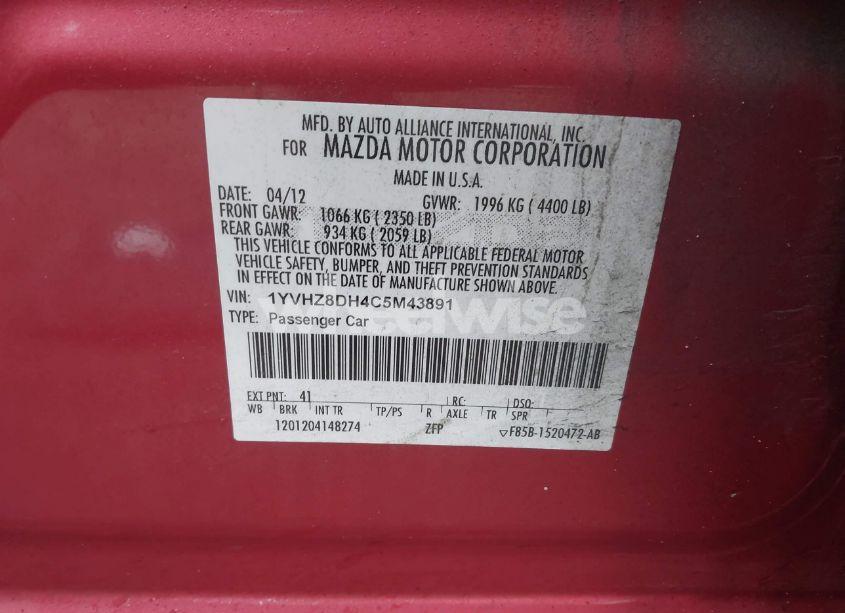 MFD. BY AUTO ALLIANCE INTERNATIONAL, INC.
FOR MAZDA MOTOR CORPORATION
MADE IN U.S.A.
DATE: 04/12 GVWR: 1996 KG ( 4400 LB)
FRONT GAWR: 1066 KG ( 2350 LB)
REAR GAWR: 934 KG ( 2059 LB)
THIS VEHICLE CONFORMS TO ALL APPLICABLE FEDERAL MOTOR
VEHICLE SAFETY, BUMPER, AND THEFT PREVENTION STANDARDS
IN EFFECT ON THE DATE OF MANUFACTURE SHOWN ABOVE.
VIN: 1YVHZ8DH4C5M43891
TYPE: Passenger Car
wheelwise
EXT PNT: 41 RC: DSO:
WB BRK INT TR TP/PS R AXLE TR SPR
1201204148274 ZFP ▽FB5B-1520472-AB